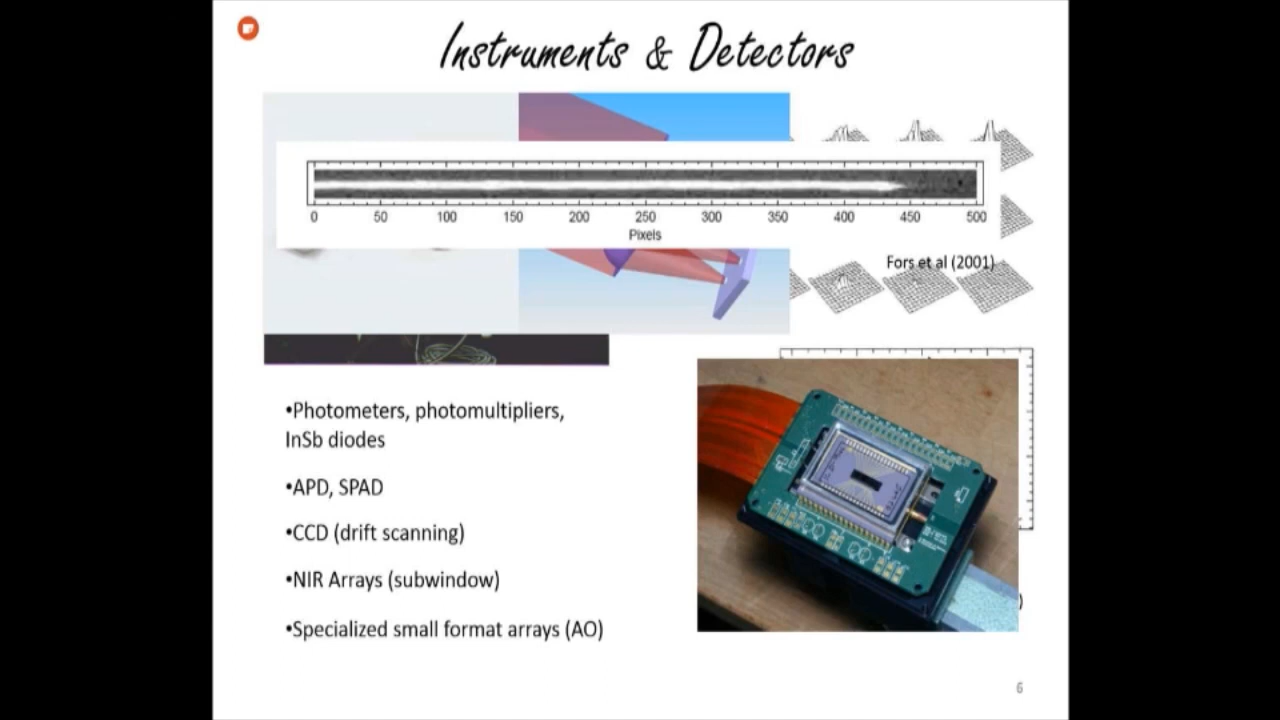 Instruments & Detectors
0 50 100 150 200 250 300 350 400 450 500
Pixels
Fors et al (2001)
•Photometers, photomultipliers,
InSb diodes
•APD, SPAD
•CCD (drift scanning)
•NIR Arrays (subwindow)
•Specialized small format arrays (AO)
)
6